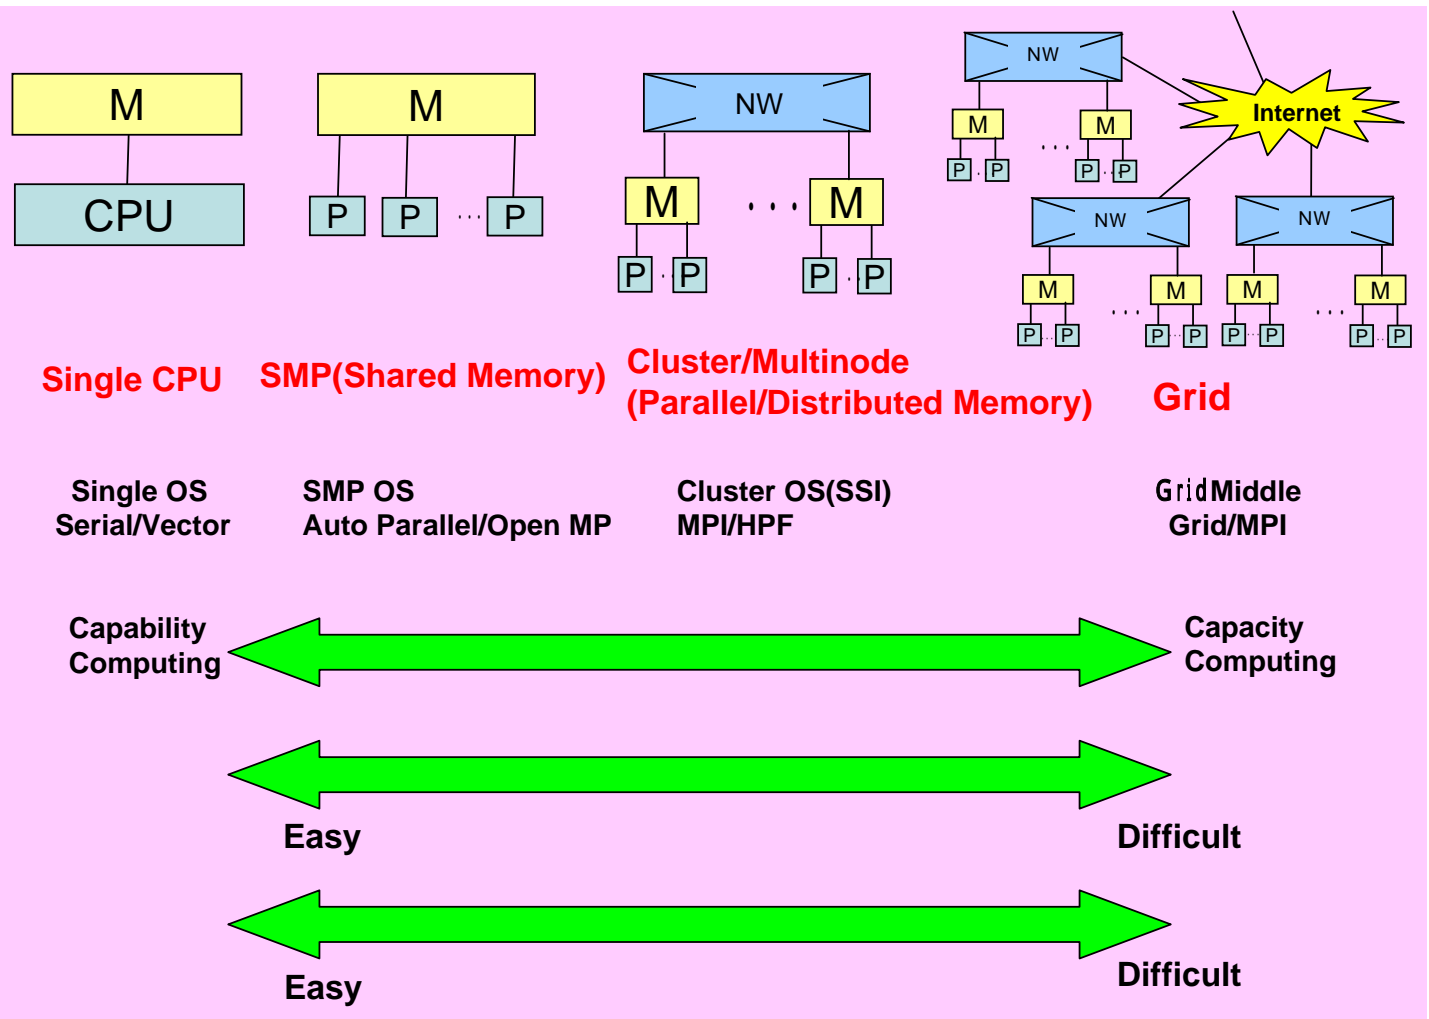 M
CPU
M
P
P
...
P
NW
M
...
M
P
..
P
P
..
P
NW
M
...
M
P
.
P
P
..
P
Internet
NW
M
...
M
P
...
P
P
...
P
NW
M
...
M
P
...
P
P
...
P
Single CPU
SMP(Shared Memory)
Cluster/Multinode
(Parallel/Distributed Memory)
Grid
Single OS
Serial/Vector
SMP OS
Auto Parallel/Open MP
Cluster OS(SSI)
MPI/HPF
GridMiddle
Grid/MPI
Capability
Computing
Capacity
Computing
Easy
Difficult
Easy
Difficult